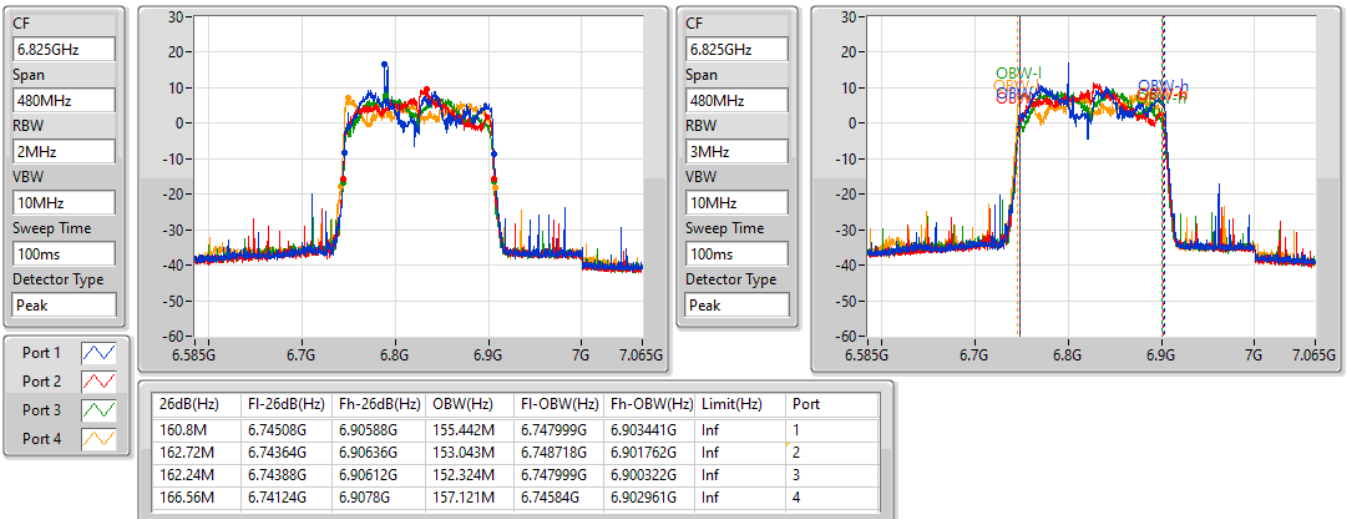 CF
6.825GHz
Span
480MHz
RBW
2MHz
VBW
10MHz
Sweep Time
100ms
Detector Type
Peak
30
20
10
0
-10
-20
-30
-40
-50
-60
6.585G 6.7G 6.8G 6.9G 7G 7.065G
CF
6.825GHz
Span
480MHz
RBW
3MHz
VBW
10MHz
Sweep Time
100ms
Detector Type
Peak
30
20
10
0
-10
-20
-30
-40
-50
-60
OBW-l
OBW-h
6.585G 6.7G 6.8G 6.9G 7G 7.065G
Port 1
Port 2
Port 3
Port 4
26dB(Hz) Fl-26dB(Hz) Fh-26dB(Hz) OBW(Hz) Fl-OBW(Hz) Fh-OBW(Hz) Limit(Hz) Port
160.8M 6.74508G 6.90588G 155.442M 6.747999G 6.903441G Inf 1
162.72M 6.74364G 6.90636G 153.043M 6.748718G 6.901762G Inf 2
162.24M 6.74388G 6.90612G 152.324M 6.747999G 6.900322G Inf 3
166.56M 6.74124G 6.9078G 157.121M 6.74584G 6.902961G Inf 4